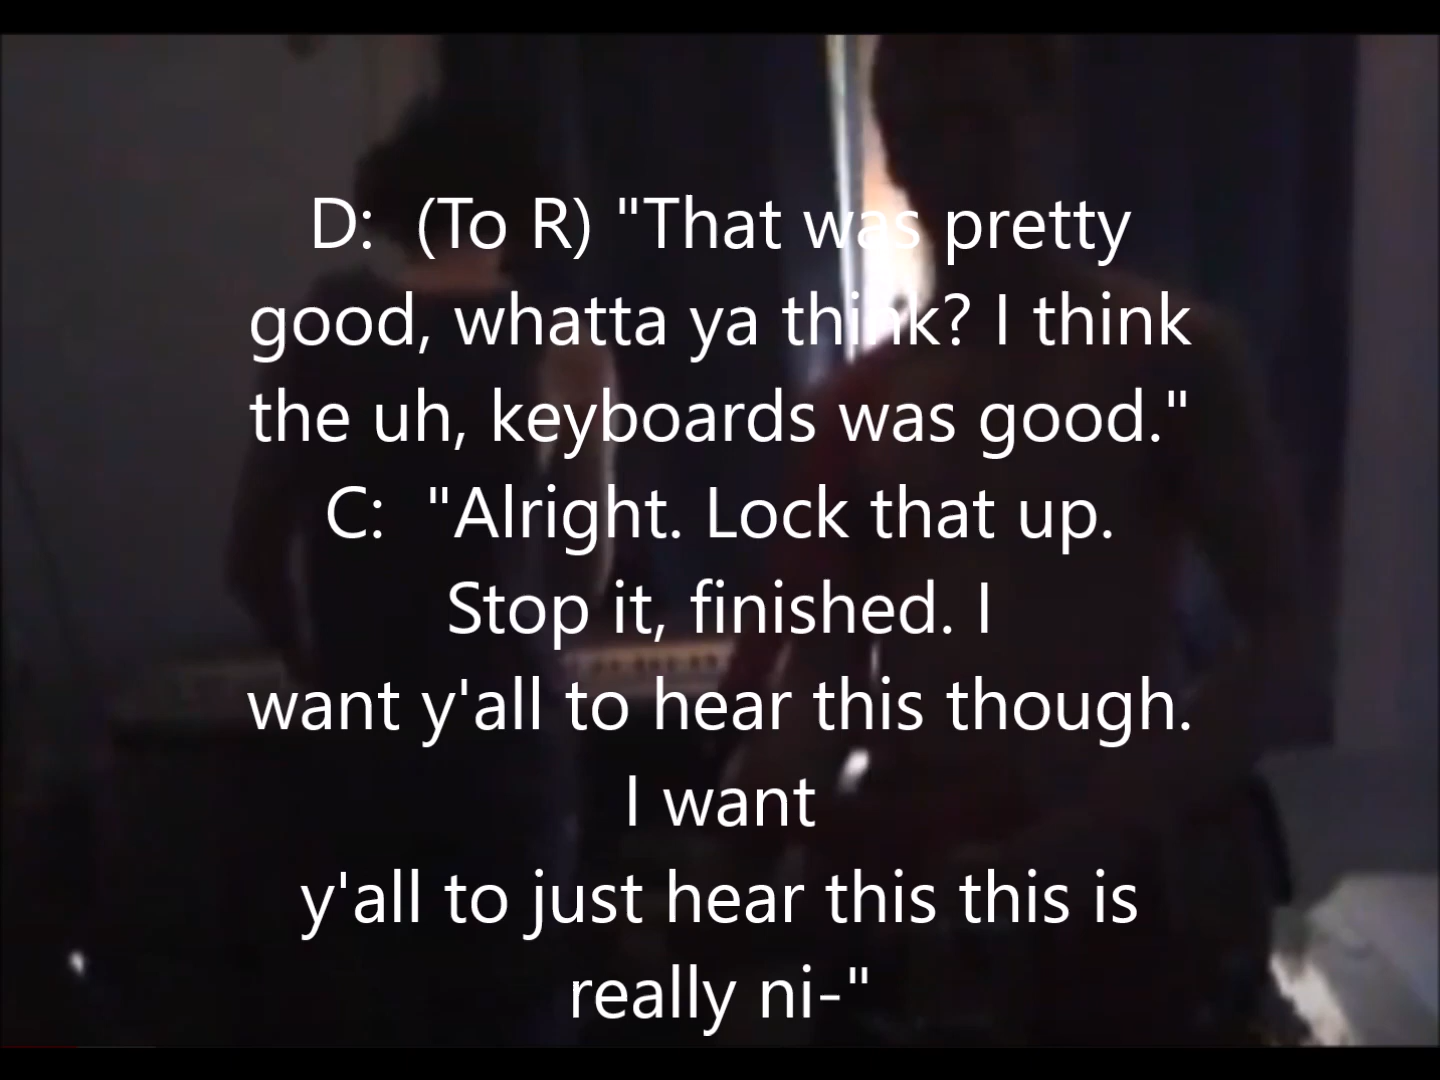 D:  (To R) "That was pretty
good, whatta ya think? I think
the uh, keyboards was good."
C:  "Alright. Lock that up.
Stop it, finished. I
want y'all to hear this though.
I want
y'all to just hear this this is
really ni-"